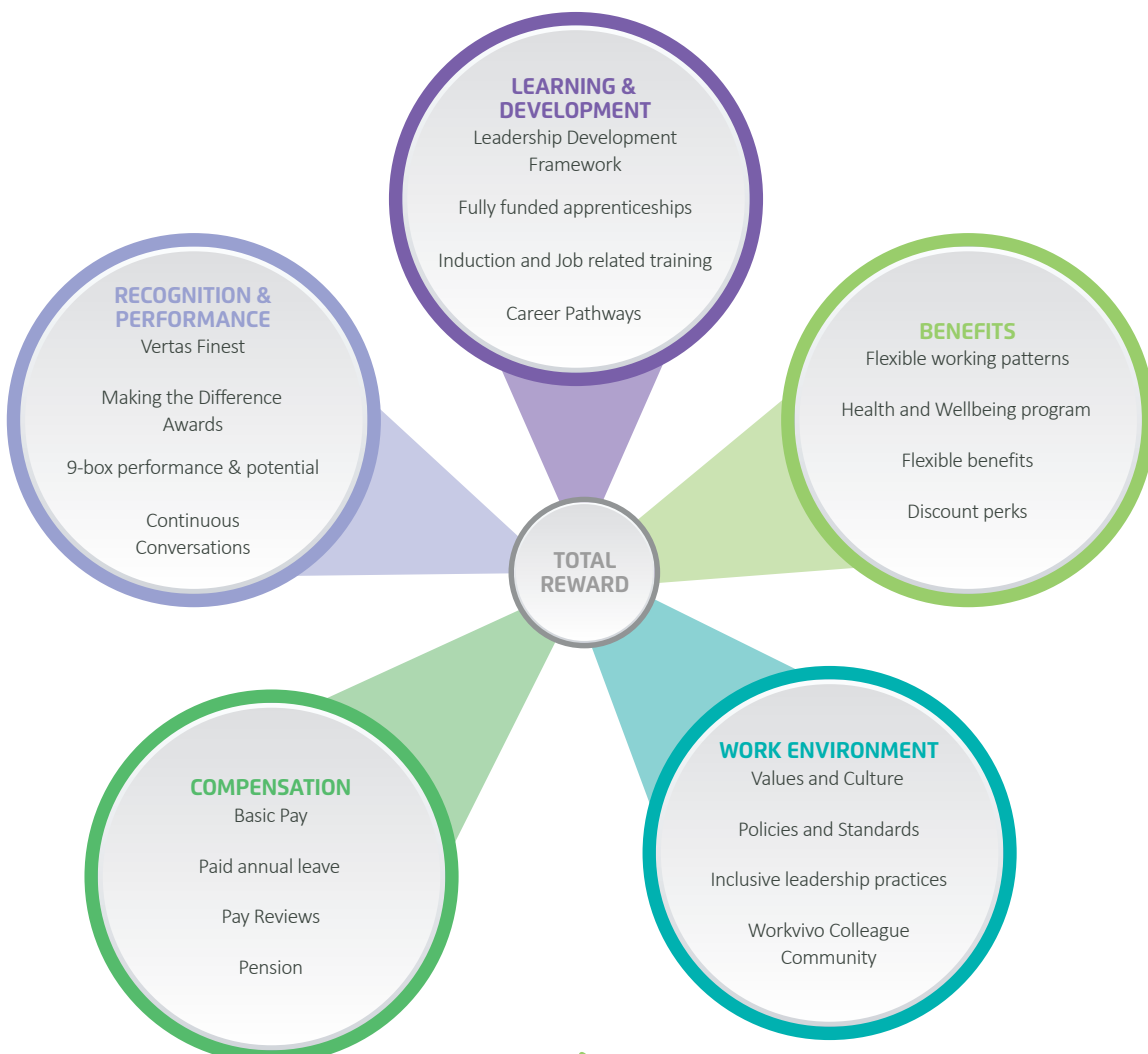 LEARNING &
DEVELOPMENT
Leadership Development
Framework
Fully funded apprenticeships
Induction and Job related training
Career Pathways
RECOGNITION &
PERFORMANCE
Vertas Finest
Making the Difference
Awards
9-box performance & potential
Continuous
Conversations
BENEFITS
Flexible working patterns
Health and Wellbeing program
Flexible benefits
Discount perks
TOTAL
REWARD
COMPENSATION
Basic Pay
Paid annual leave
Pay Reviews
Pension
WORK ENVIRONMENT
Values and Culture
Policies and Standards
Inclusive leadership practices
Workvivo Colleague
Community